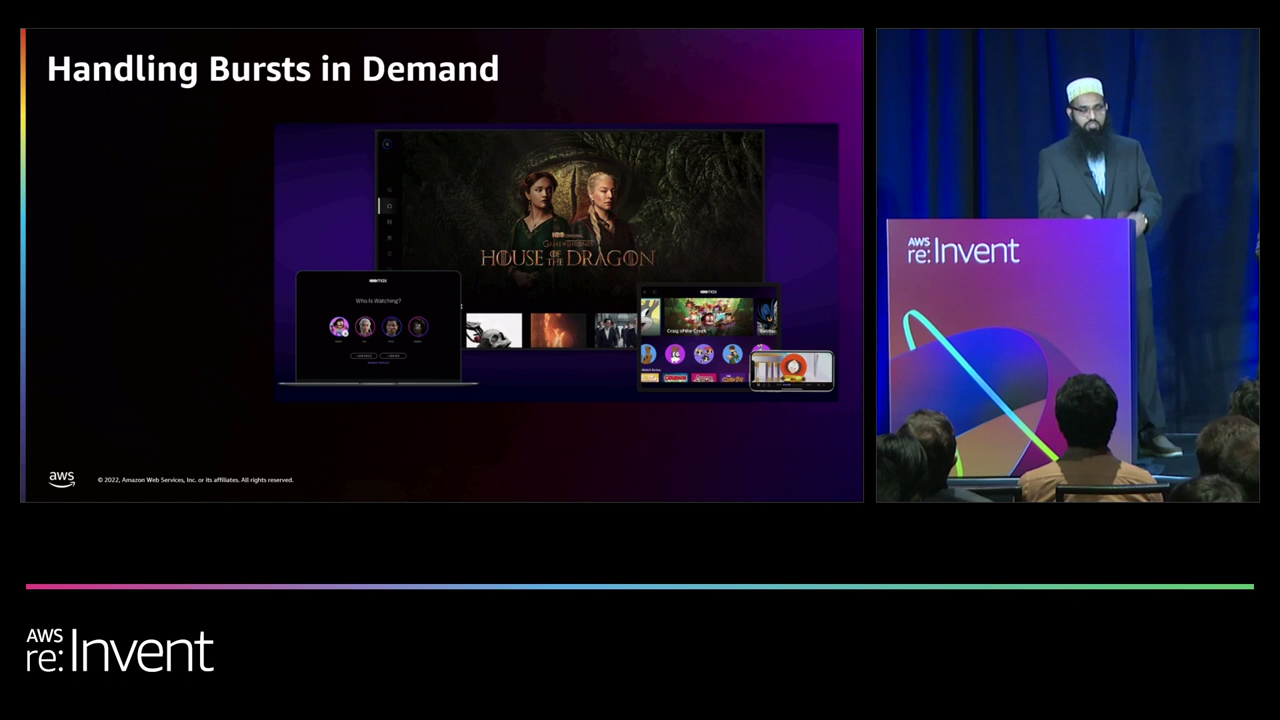 Handling Bursts in Demand
HBO ORIGINAL
GAME OF THRONES
HOUSE OF THE DRAGON
HBOMAX
Who Is Watching?
HBOMAX
Craig of the Creek
aws
© 2022, Amazon Web Services, Inc. or its affiliates. All rights reserved.
AWS
re:Invent
AWS
re:Invent